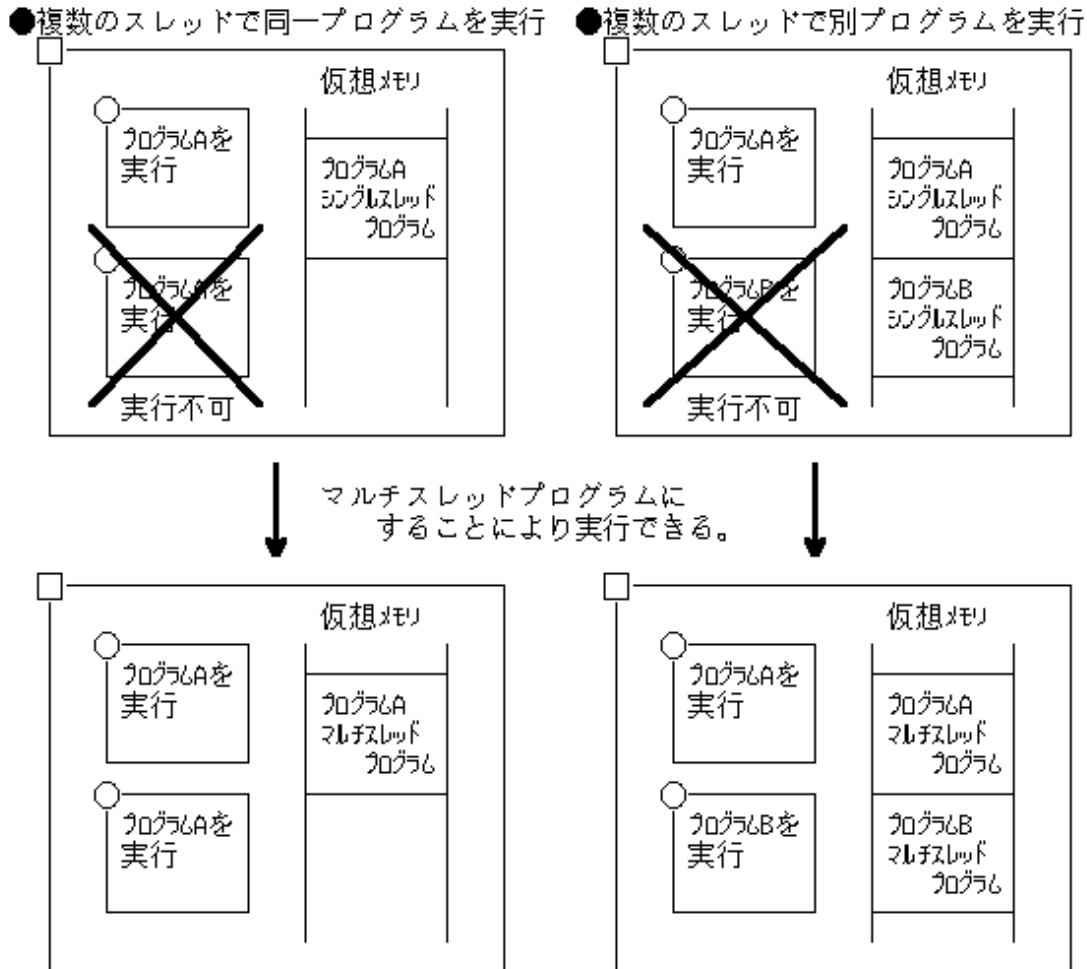 ●複数のスレッドで同一プログラムを実行
仮想ﾒﾓﾘ
ﾌﾟﾛｸﾞﾗﾑAを
実行
ﾌﾟﾛｸﾞﾗﾑA
ｼﾝｸﾞﾙｽﾚｯﾄﾞ
ﾌﾟﾛｸﾞﾗﾑ
ﾌﾟﾛｸﾞﾗﾑAを
実行
実行不可
●複数のスレッドで別プログラムを実行
仮想ﾒﾓﾘ
ﾌﾟﾛｸﾞﾗﾑAを
実行
ﾌﾟﾛｸﾞﾗﾑA
ｼﾝｸﾞﾙｽﾚｯﾄﾞ
ﾌﾟﾛｸﾞﾗﾑ
ﾌﾟﾛｸﾞﾗﾑBを
実行
ﾌﾟﾛｸﾞﾗﾑB
ｼﾝｸﾞﾙｽﾚｯﾄﾞ
ﾌﾟﾛｸﾞﾗﾑ
実行不可
マルチスレッドプログラムに
することにより実行できる。
仮想ﾒﾓﾘ
ﾌﾟﾛｸﾞﾗﾑAを
実行
ﾌﾟﾛｸﾞﾗﾑA
ﾏﾙﾁｽﾚｯﾄﾞ
ﾌﾟﾛｸﾞﾗﾑ
ﾌﾟﾛｸﾞﾗﾑAを
実行
仮想ﾒﾓﾘ
ﾌﾟﾛｸﾞﾗﾑAを
実行
ﾌﾟﾛｸﾞﾗﾑA
ﾏﾙﾁｽﾚｯﾄﾞ
ﾌﾟﾛｸﾞﾗﾑ
ﾌﾟﾛｸﾞﾗﾑBを
実行
ﾌﾟﾛｸﾞﾗﾑB
ﾏﾙﾁｽﾚｯﾄﾞ
ﾌﾟﾛｸﾞﾗﾑ